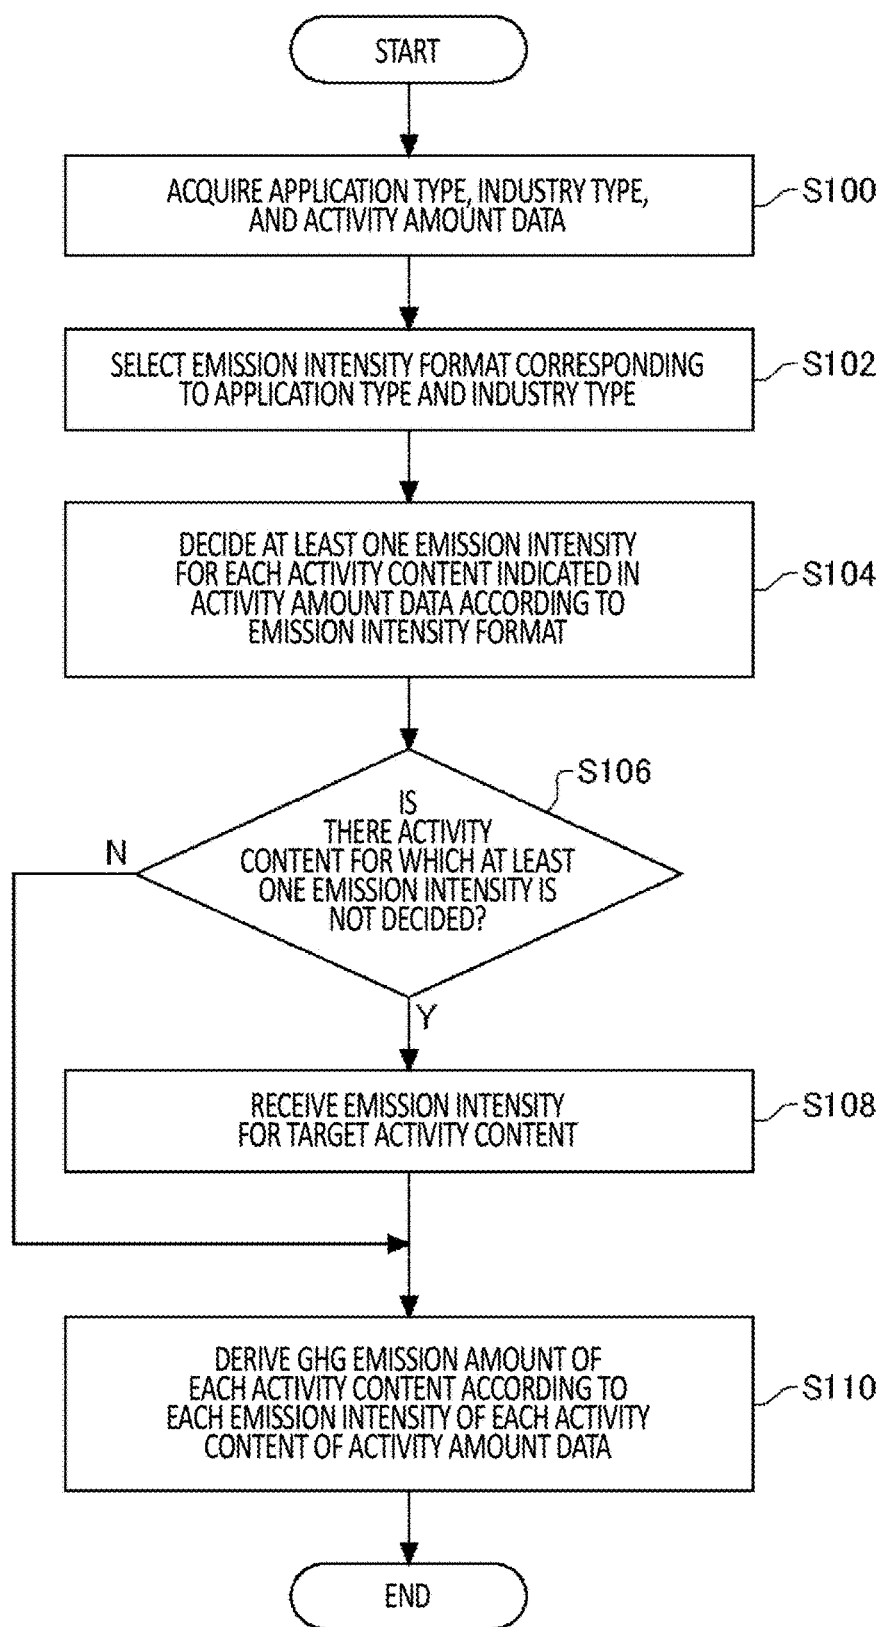 START
ACQUIRE APPLICATION TYPE, INDUSTRY TYPE,
AND ACTIVITY AMOUNT DATA
S100
SELECT EMISSION INTENSITY FORMAT CORRESPONDING
TO APPLICATION TYPE AND INDUSTRY TYPE
S102
DECIDE AT LEAST ONE EMISSION INTENSITY
FOR EACH ACTIVITY CONTENT INDICATED IN
ACTIVITY AMOUNT DATA ACCORDING TO
EMISSION INTENSITY FORMAT
S104
S106
IS
THERE ACTIVITY
CONTENT FOR WHICH AT LEAST
ONE EMISSION INTENSITY IS
NOT DECIDED?
N
Y
RECEIVE EMISSION INTENSITY
FOR TARGET ACTIVITY CONTENT
S108
DERIVE GHG EMISSION AMOUNT OF
EACH ACTIVITY CONTENT ACCORDING TO
EACH EMISSION INTENSITY OF EACH ACTIVITY
CONTENT OF ACTIVITY AMOUNT DATA
S110
END